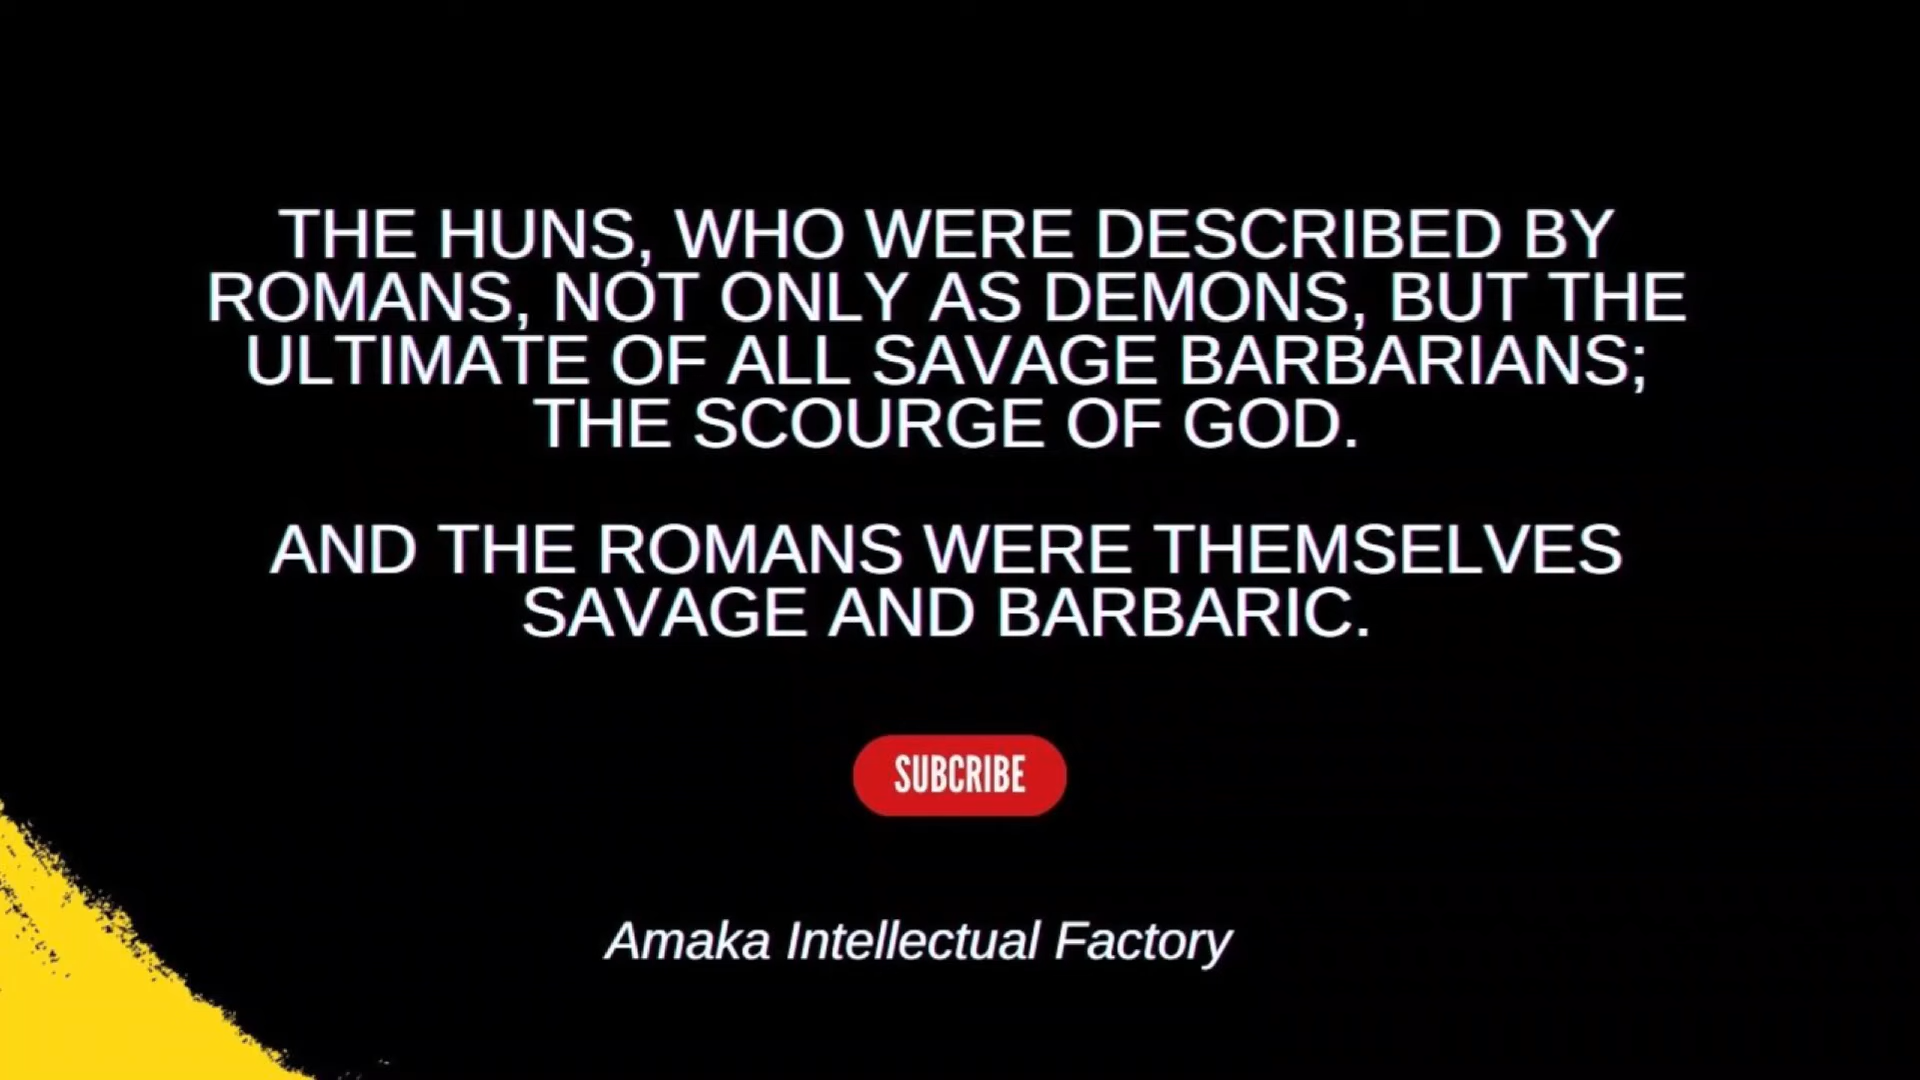 THE HUNS, WHO WERE DESCRIBED BY
ROMANS, NOT ONLY AS DEMONS, BUT THE
ULTIMATE OF ALL SAVAGE BARBARIANS;
THE SCOURGE OF GOD.
AND THE ROMANS WERE THEMSELVES
SAVAGE AND BARBARIC.
SUBCRIBE
Amaka Intellectual Factory